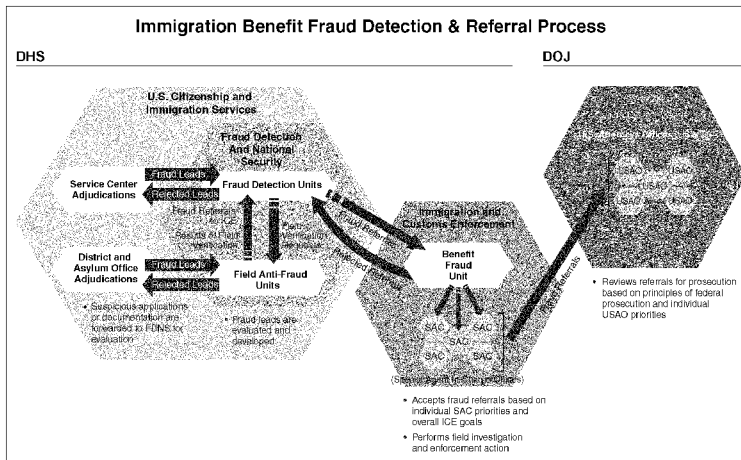 Immigration Benefit Fraud Detection & Referral Process
DHS
DOJ
U.S. Citizenship and
Immigration Services
Fraud Detection
And National
Security
Service Center
Adjudications
Fraud Leads
Rejected Leads
Fraud Detection Units
Fraud Referrals
to ICE
Results of Field
Verification
Field
Verification
Requests
District and
Asylum Office
Adjudications
Fraud Leads
Rejected Leads
Field Anti-Fraud
Units
• Suspicious applications
or documentation are
forwarded to FDNS for
evaluation
• Fraud leads are
evaluated and
developed
Fraud Referrals
Immigration and
Customs Enforcement
Benefit
Fraud
Unit
SAC
SAC
SAC
SAC
SAC
(Special Agent in Charge Offices)
• Accepts fraud referrals based on
individual SAC priorities and
overall ICE goals
• Performs field investigation
and enforcement action
Referrals
USAO
USAO
USAO
USAO
USAO
• Reviews referrals for prosecution
based on principles of federal
prosecution and individual
USAO priorities